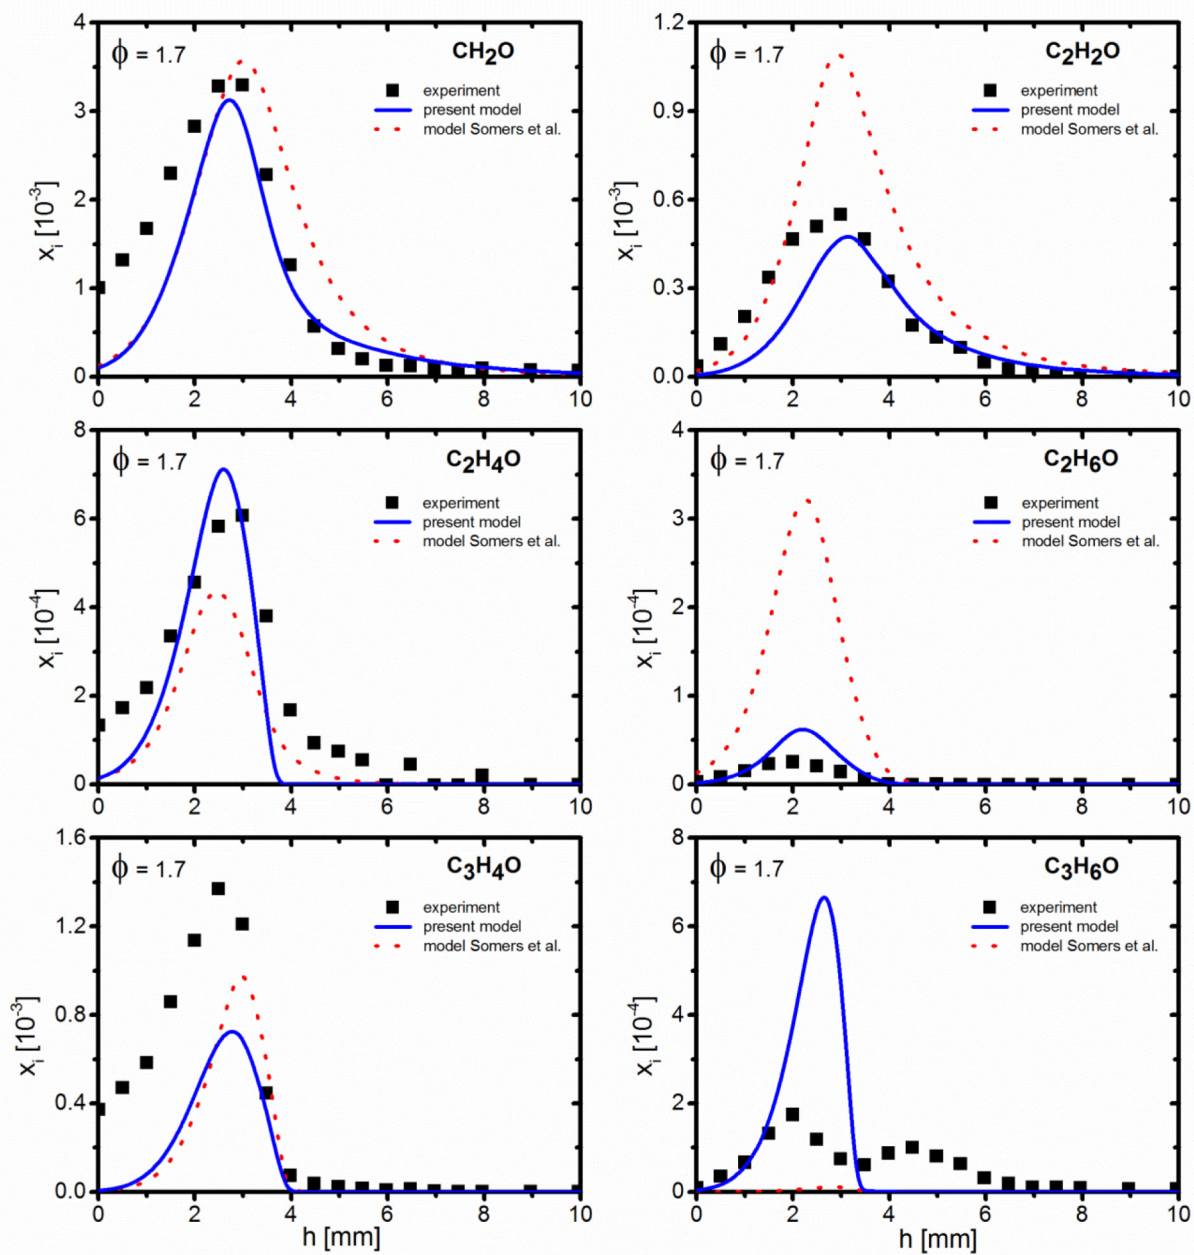 4
3
2
1
0
x_i [10^-3]
ϕ = 1.7
CH₂O
experiment
present model
model Somers et al.
0 2 4 6 8 10
1.2
0.9
0.6
0.3
0.0
x_i [10^-3]
ϕ = 1.7
C₂H₂O
experiment
present model
model Somers et al.
0 2 4 6 8 10
8
6
4
2
0
x_i [10^-4]
ϕ = 1.7
C₂H₄O
experiment
present model
model Somers et al.
0 2 4 6 8 10
4
3
2
1
0
x_i [10^-4]
ϕ = 1.7
C₂H₆O
experiment
present model
model Somers et al.
0 2 4 6 8 10
1.6
1.2
0.8
0.4
0.0
x_i [10^-3]
ϕ = 1.7
C₃H₄O
experiment
present model
model Somers et al.
0 2 4 6 8 10
h [mm]
8
6
4
2
0
x_i [10^-4]
ϕ = 1.7
C₃H₆O
experiment
present model
model Somers et al.
0 2 4 6 8 10
h [mm]